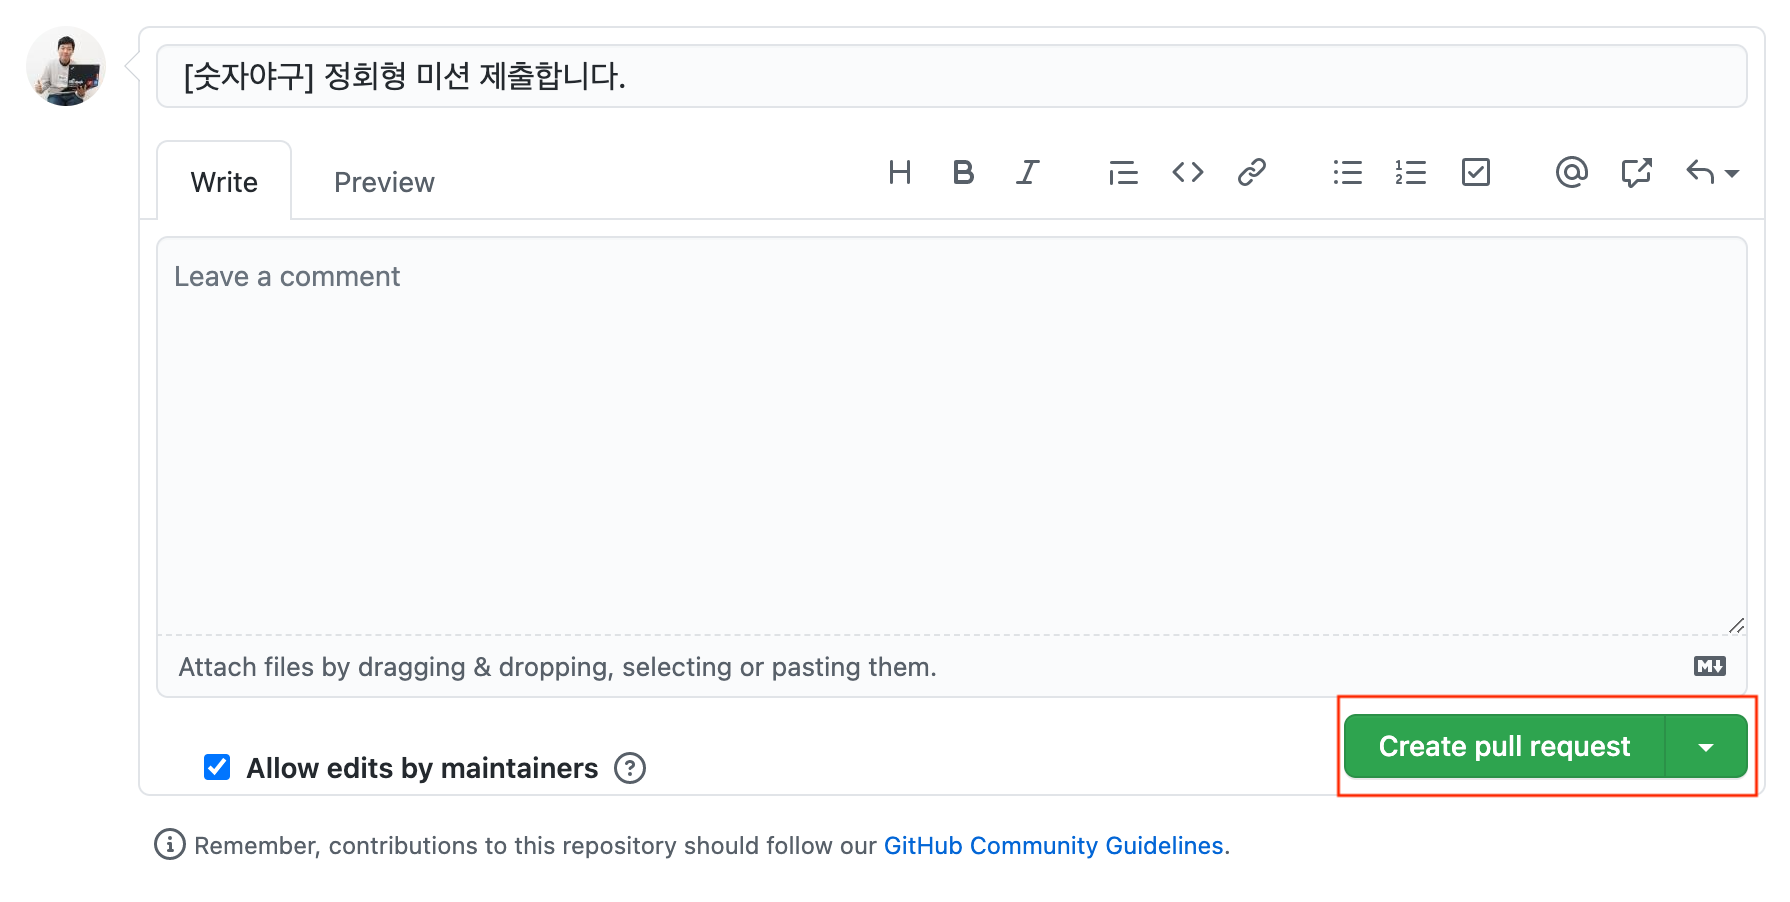 [숫자야구] 정회형 미션 제출합니다.
Write Preview
Leave a comment
Attach files by dragging & dropping, selecting or pasting them.
Allow edits by maintainers
Create pull request
Remember, contributions to this repository should follow our GitHub Community Guidelines.